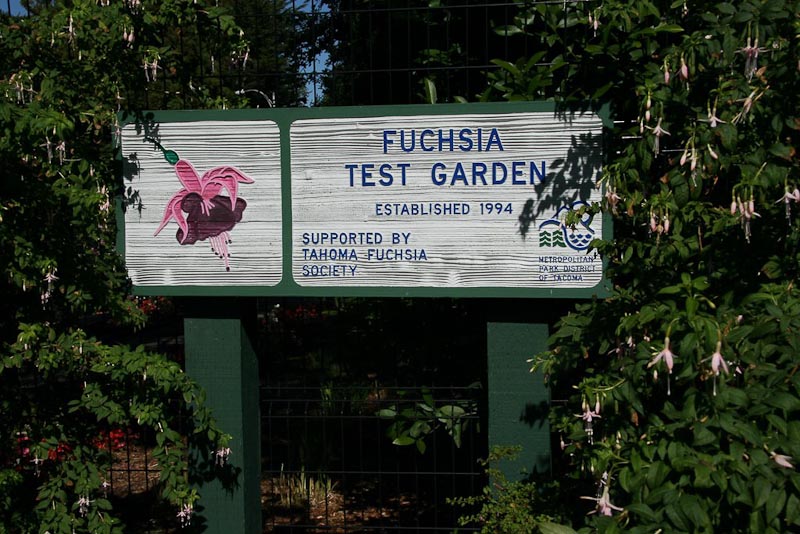 FUCHSIA
TEST GARDEN
ESTABLISHED 1994
SUPPORTED BY
TAHOMA FUCHSIA
SOCIETY
METROPOLITAN
PARK DISTRICT
OF TACOMA